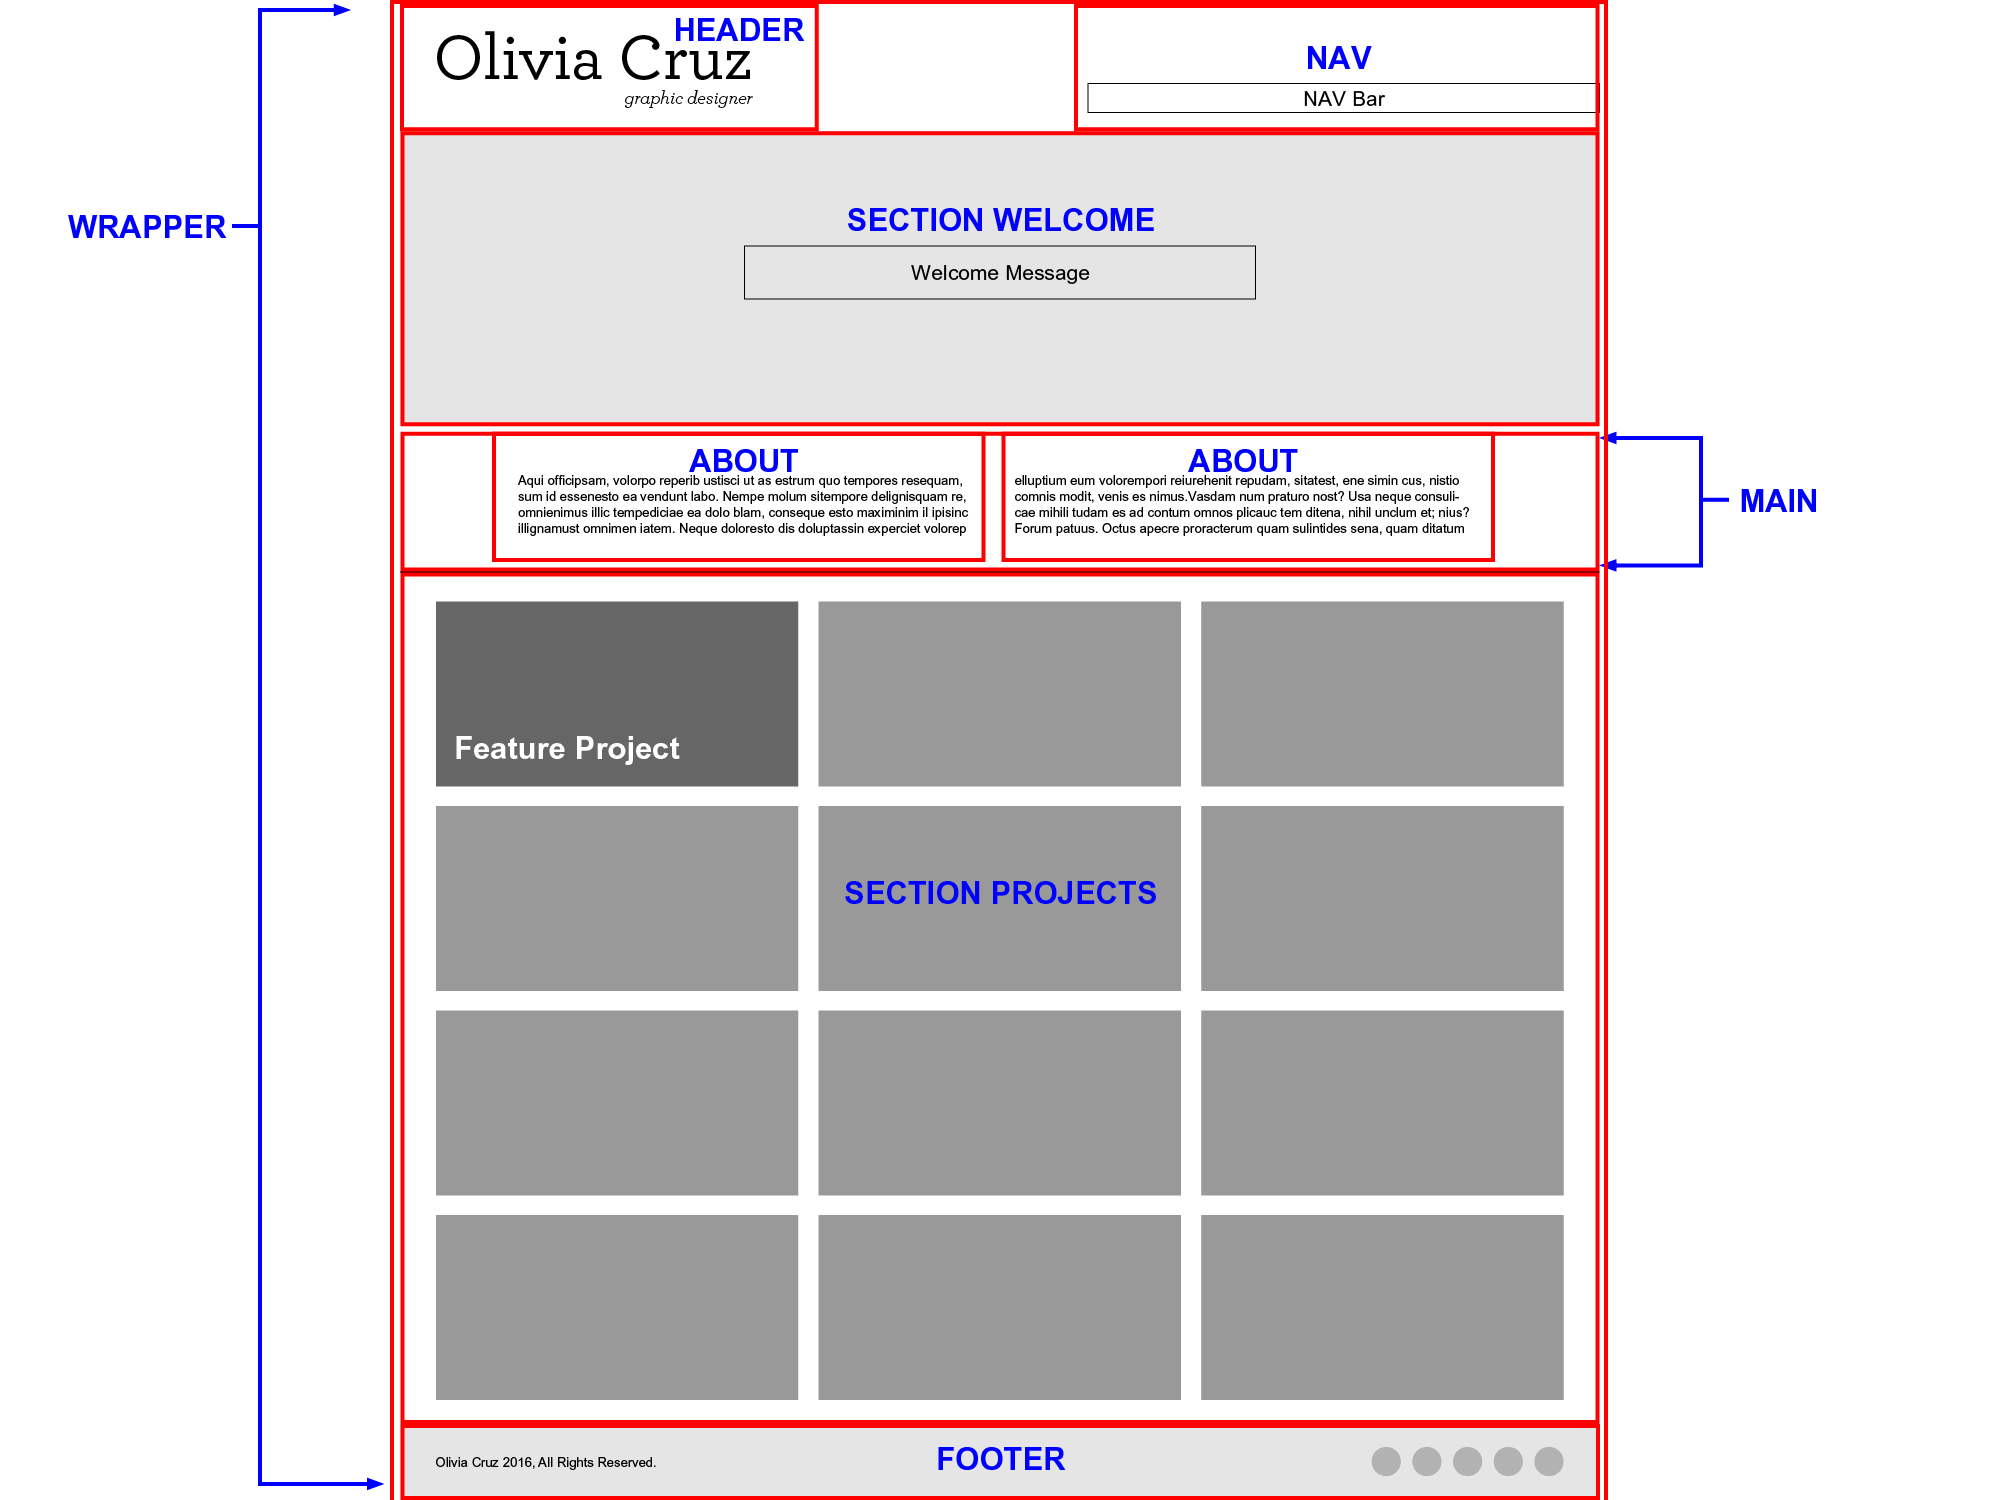 HEADER
Olivia Cruz
graphic designer
NAV
NAV Bar
WRAPPER
SECTION WELCOME
Welcome Message
ABOUT
Aqui officipsam, volorpo reperib ustisci ut as estrum quo tempores resequam,
sum id essenesto ea vendunt labo. Nempe molum sitempore delignisquam re,
omnienimus illic tempediciae ea dolo blam, conseque esto maximinim il ipisinc
illignamust omnimen iatem. Neque doloresto dis doluptassin experciet volorep
ABOUT
elluptium eum volorempori reiurehenit repudam, sitatest, ene simin cus, nistio
comnis modit, venis es nimus.Vasdam num praturo nost? Usa neque consuli-
cae mihili tudam es ad contum omnos plicauc tem ditena, nihil unclum et; nius?
Forum patuus. Octus apecre proracterum quam sulintides sena, quam ditatum
MAIN
Feature Project
SECTION PROJECTS
Olivia Cruz 2016, All Rights Reserved.
FOOTER